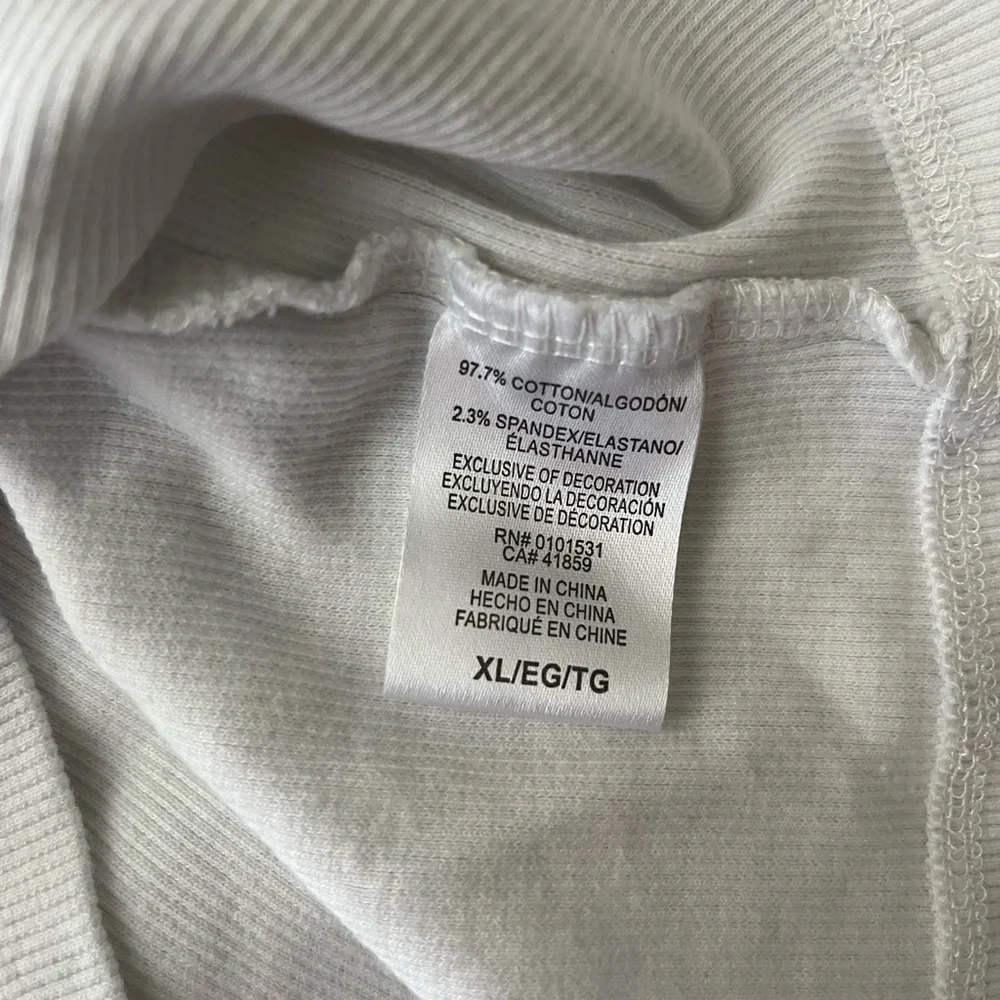 97.7% COTTON/ALGODÓN/
COTON
2.3% SPANDEX/ELASTANO/
ÉLASTHANNE
EXCLUSIVE OF DECORATION
EXCLUYENDO LA DECORACIÓN
EXCLUSIVE DE DÉCORATION
RN# 0101531
CA# 41859
MADE IN CHINA
HECHO EN CHINA
FABRIQUÉ EN CHINE
XL/EG/TG